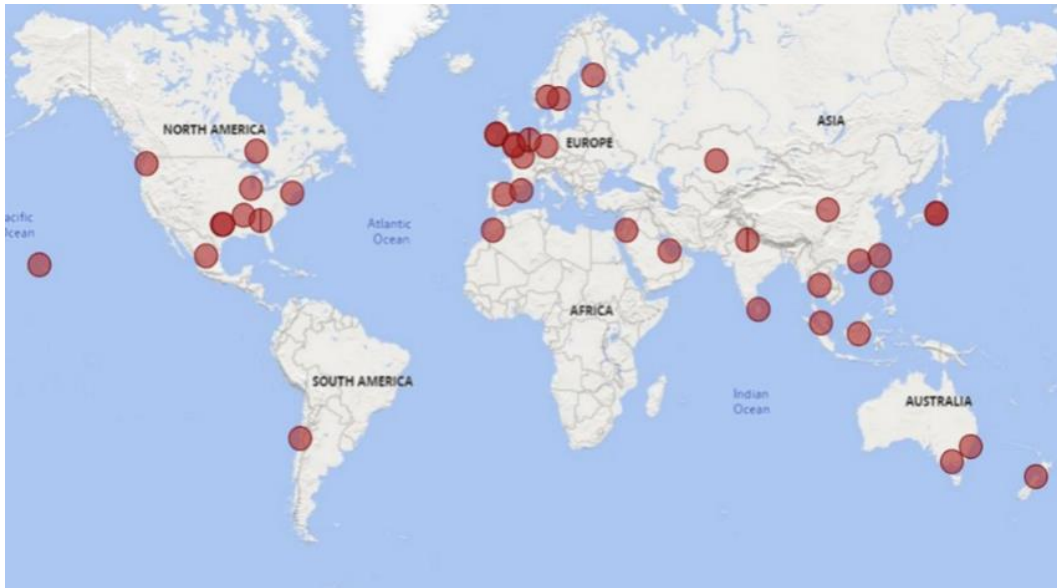 NORTH AMERICA
EUROPE
ASIA
acific
Ocean
Atlantic
Ocean
AFRICA
SOUTH AMERICA
Indian
Ocean
AUSTRALIA